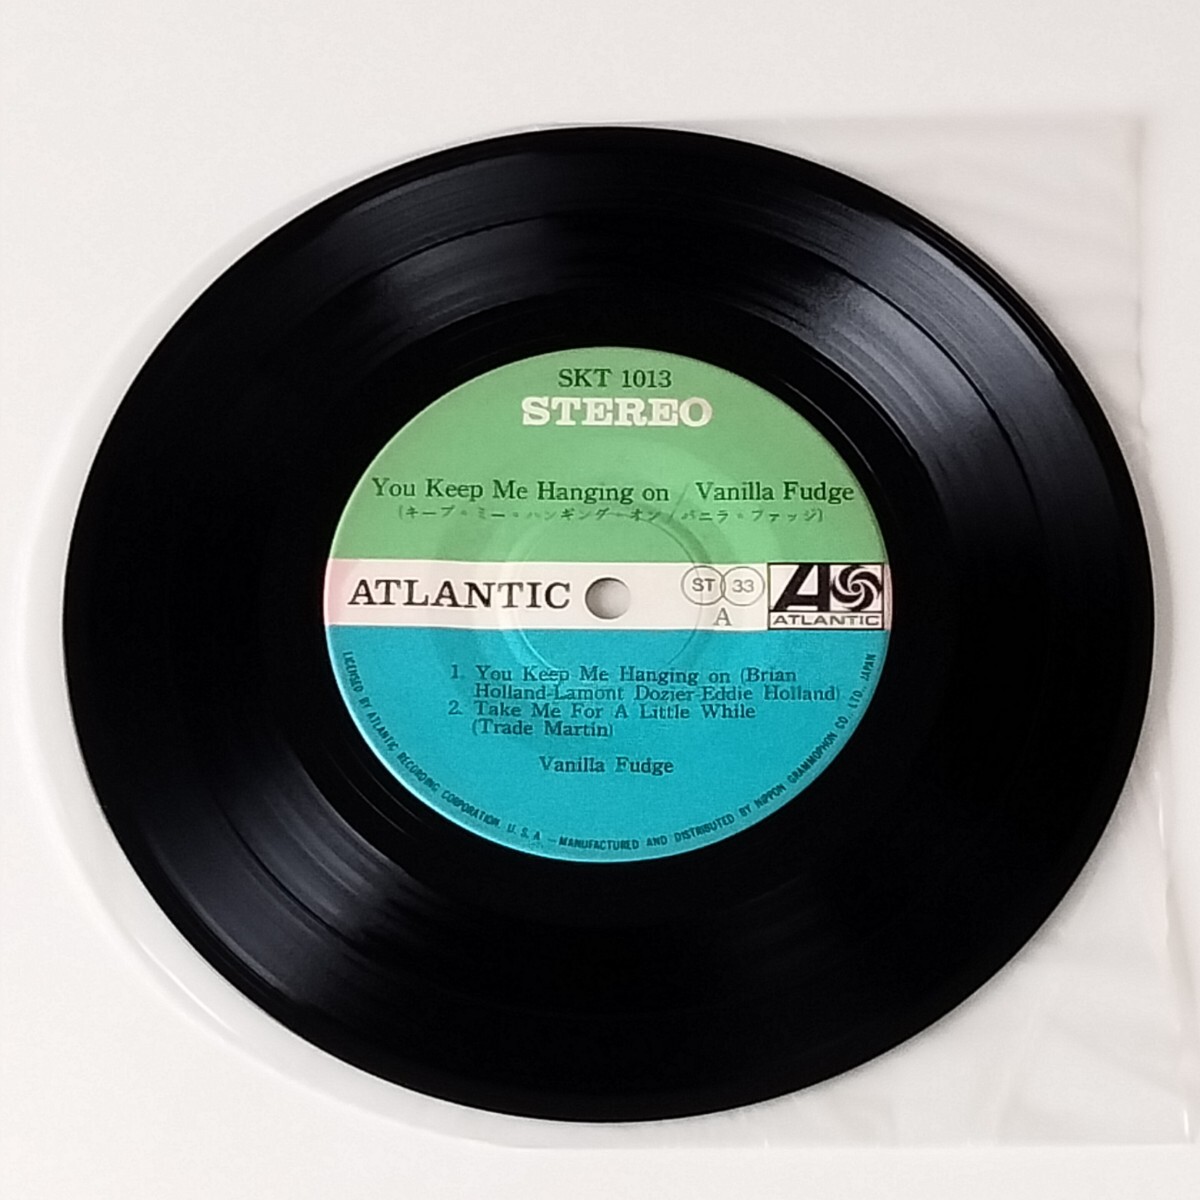 SKT 1013
STEREO
You Keep Me Hanging on / Vanilla Fudge
(キープ・ミー・ハンギング・オン / バニラ・ファッジ)
ATLANTIC
ST 33
A
ATLANTIC
1. You Keep Me Hanging on (Brian
Holland-Lamont Dozier-Eddie Holland)
2. Take Me For A Little While
(Trade Martin)
Vanilla Fudge
LICENSED BY ATLANTIC RECORDING CORPORATION, U. S. A. — MANUFACTURED AND DISTRIBUTED BY NIPPON GRAMMOPHON CO. LTD. JAPAN